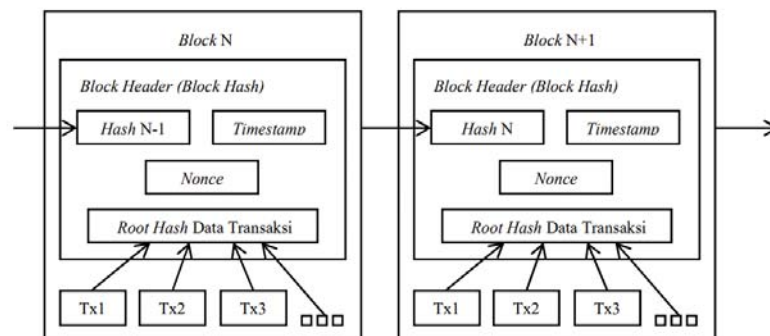 Block N
Block Header (Block Hash)
Hash N-1
Timestamp
Nonce
Root Hash Data Transaksi
Tx1
Tx2
Tx3
Block N+1
Block Header (Block Hash)
Hash N
Timestamp
Nonce
Root Hash Data Transaksi
Tx1
Tx2
Tx3